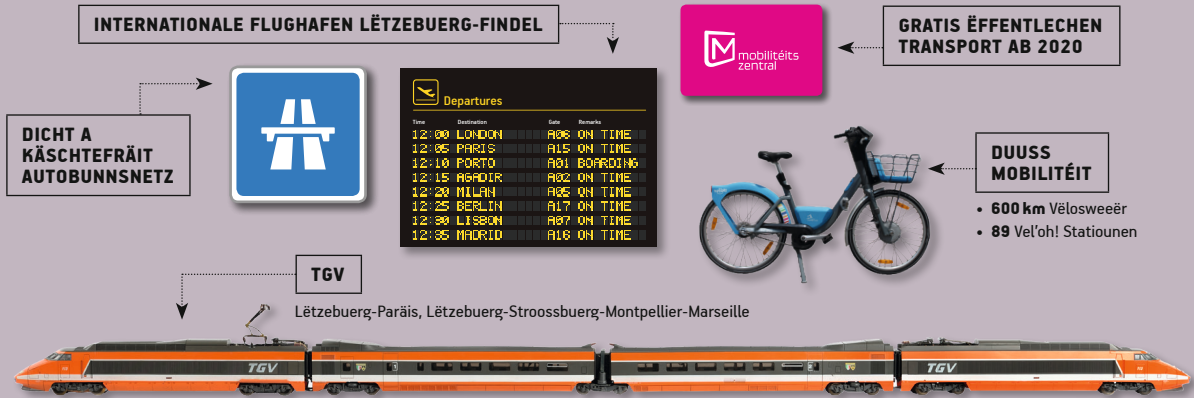 INTERNATIONALE FLUGHAFEN LËTZEBUERG-FINDEL
mobilitéits
zentral
GRATIS ËFFENTLECHEN
TRANSPORT AB 2020
DICHT A
KÄSCHTEFRÄIT
AUTOBUNNSNETZ
Departures
Time Destination Gate Remarks
12:00 LONDON A06 ON TIME
12:05 PARIS A15 ON TIME
12:10 PORTO A01 BOARDING
12:15 AGADIR A02 ON TIME
12:20 MILAN A05 ON TIME
12:25 BERLIN A17 ON TIME
12:30 LISBON A07 ON TIME
12:35 MADRID A16 ON TIME
DUUSS
MOBILITÉIT
• 600 km Vëlosweeër
• 89 Vel'oh! Statiounen
TGV
Lëtzebuerg-Paräis, Lëtzebuerg-Stroossbuerg-Montpellier-Marseille
TGV
TGV